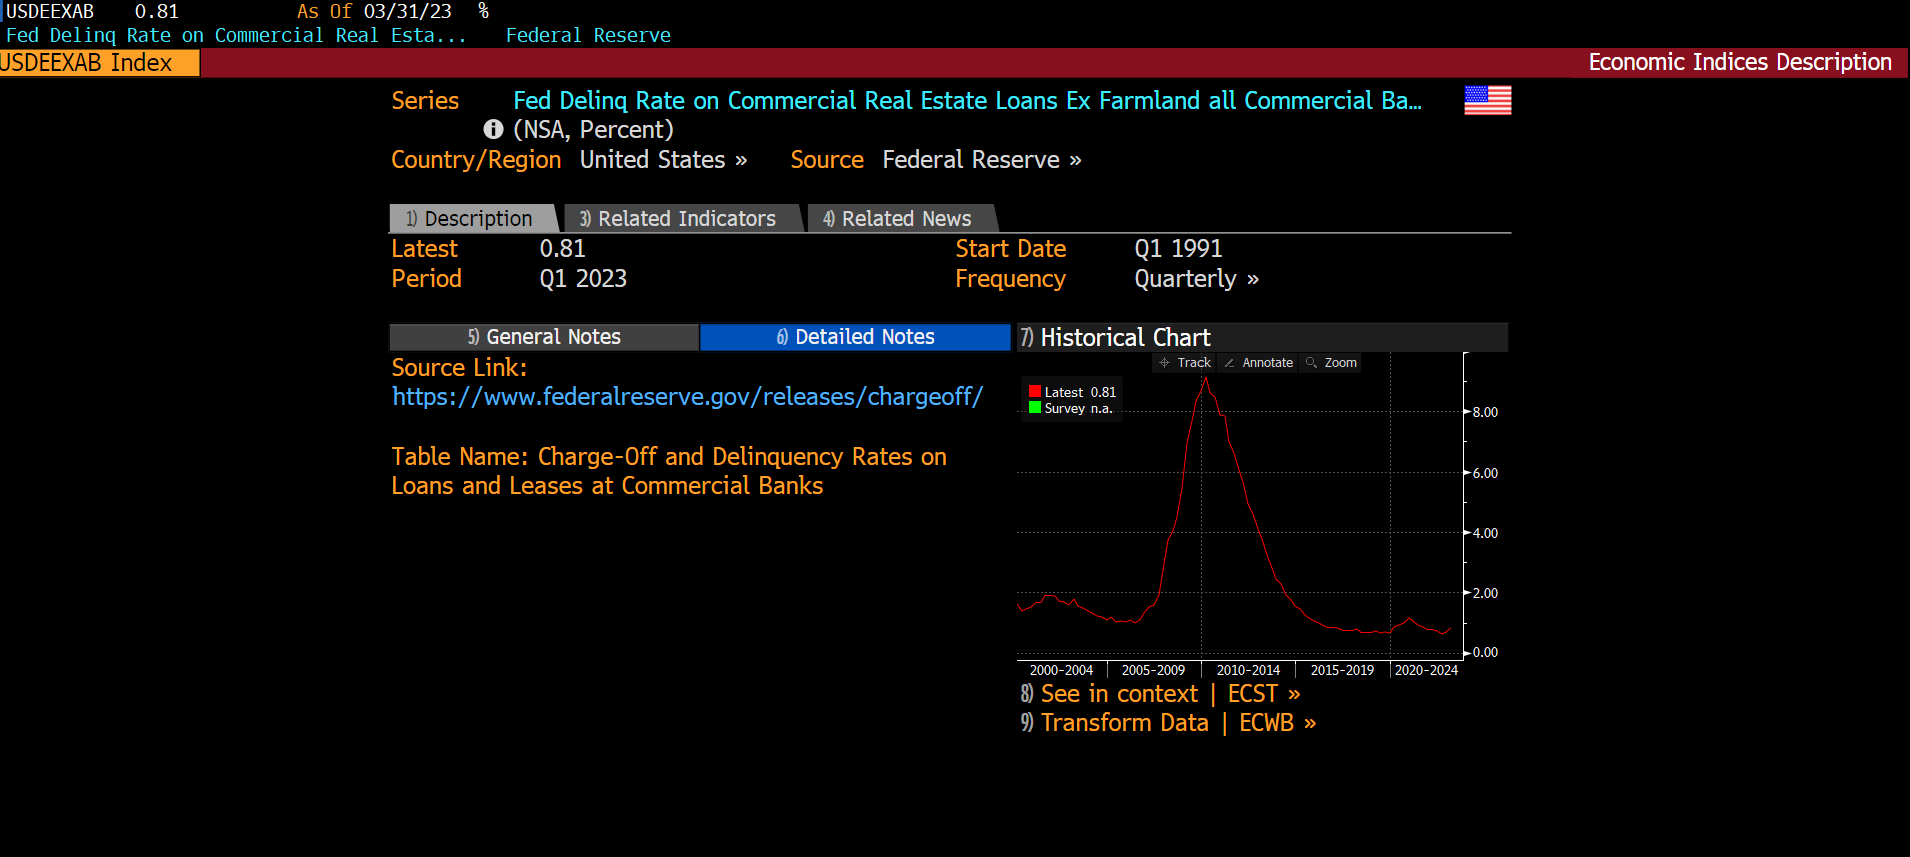 USDEEXAB 0.81 As Of 03/31/23 %
Fed Delinq Rate on Commercial Real Esta... Federal Reserve
USDEEXAB Index Economic Indices Description
Series Fed Delinq Rate on Commercial Real Estate Loans Ex Farmland all Commercial Ba...
(NSA, Percent)
Country/Region United States » Source Federal Reserve »
1) Description 3) Related Indicators 4) Related News
Latest 0.81 Start Date Q1 1991
Period Q1 2023 Frequency Quarterly »
5) General Notes 6) Detailed Notes 7) Historical Chart
Source Link:
https://www.federalreserve.gov/releases/chargeoff/
Table Name: Charge-Off and Delinquency Rates on
Loans and Leases at Commercial Banks
Track Annotate Zoom
Latest 0.81
Survey n.a.
8.00
6.00
4.00
2.00
0.00
2000-2004 2005-2009 2010-2014 2015-2019 2020-2024
8) See in context | ECST »
9) Transform Data | ECWB »